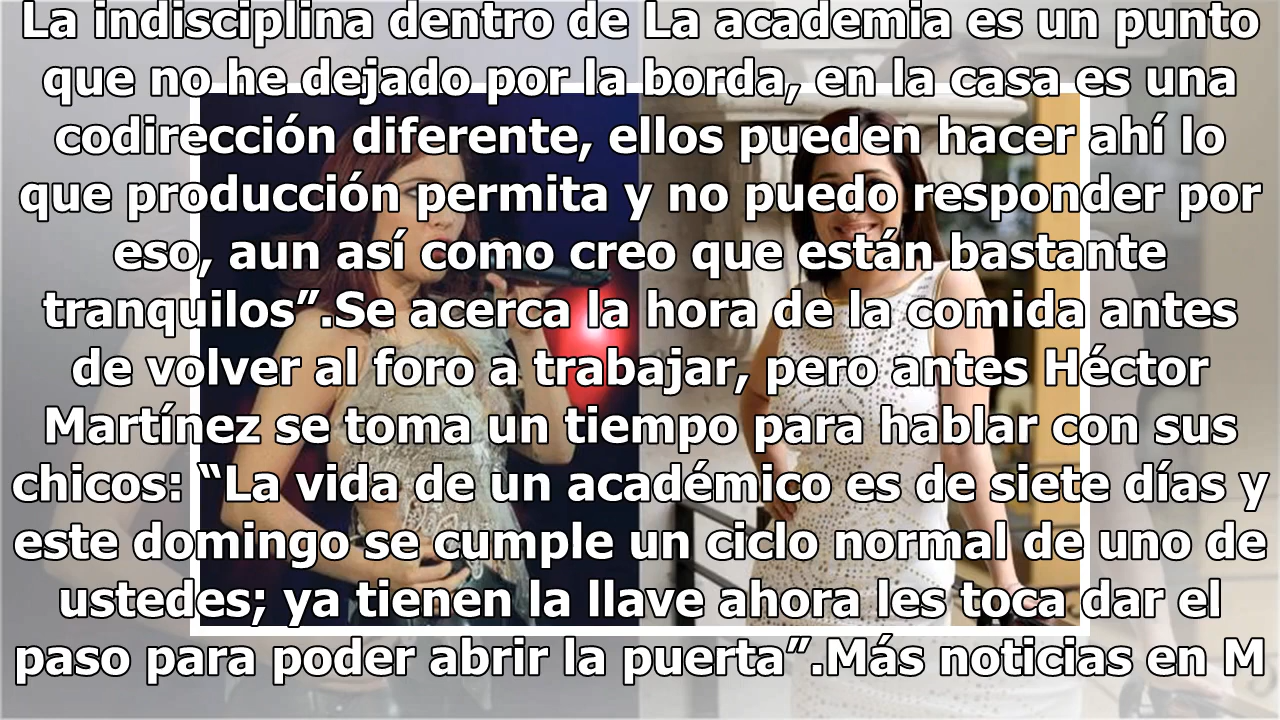 La indisciplina dentro de La academia es un punto
que no he dejado por la borda, en la casa es una
codirección diferente, ellos pueden hacer ahí lo
que producción permita y no puedo responder por
eso, aun así como creo que están bastante
tranquilos”.Se acerca la hora de la comida antes
de volver al foro a trabajar, pero antes Héctor
Martínez se toma un tiempo para hablar con sus
chicos: “La vida de un académico es de siete días y
este domingo se cumple un ciclo normal de uno de
ustedes; ya tienen la llave ahora les toca dar el
paso para poder abrir la puerta”.Más noticias en M